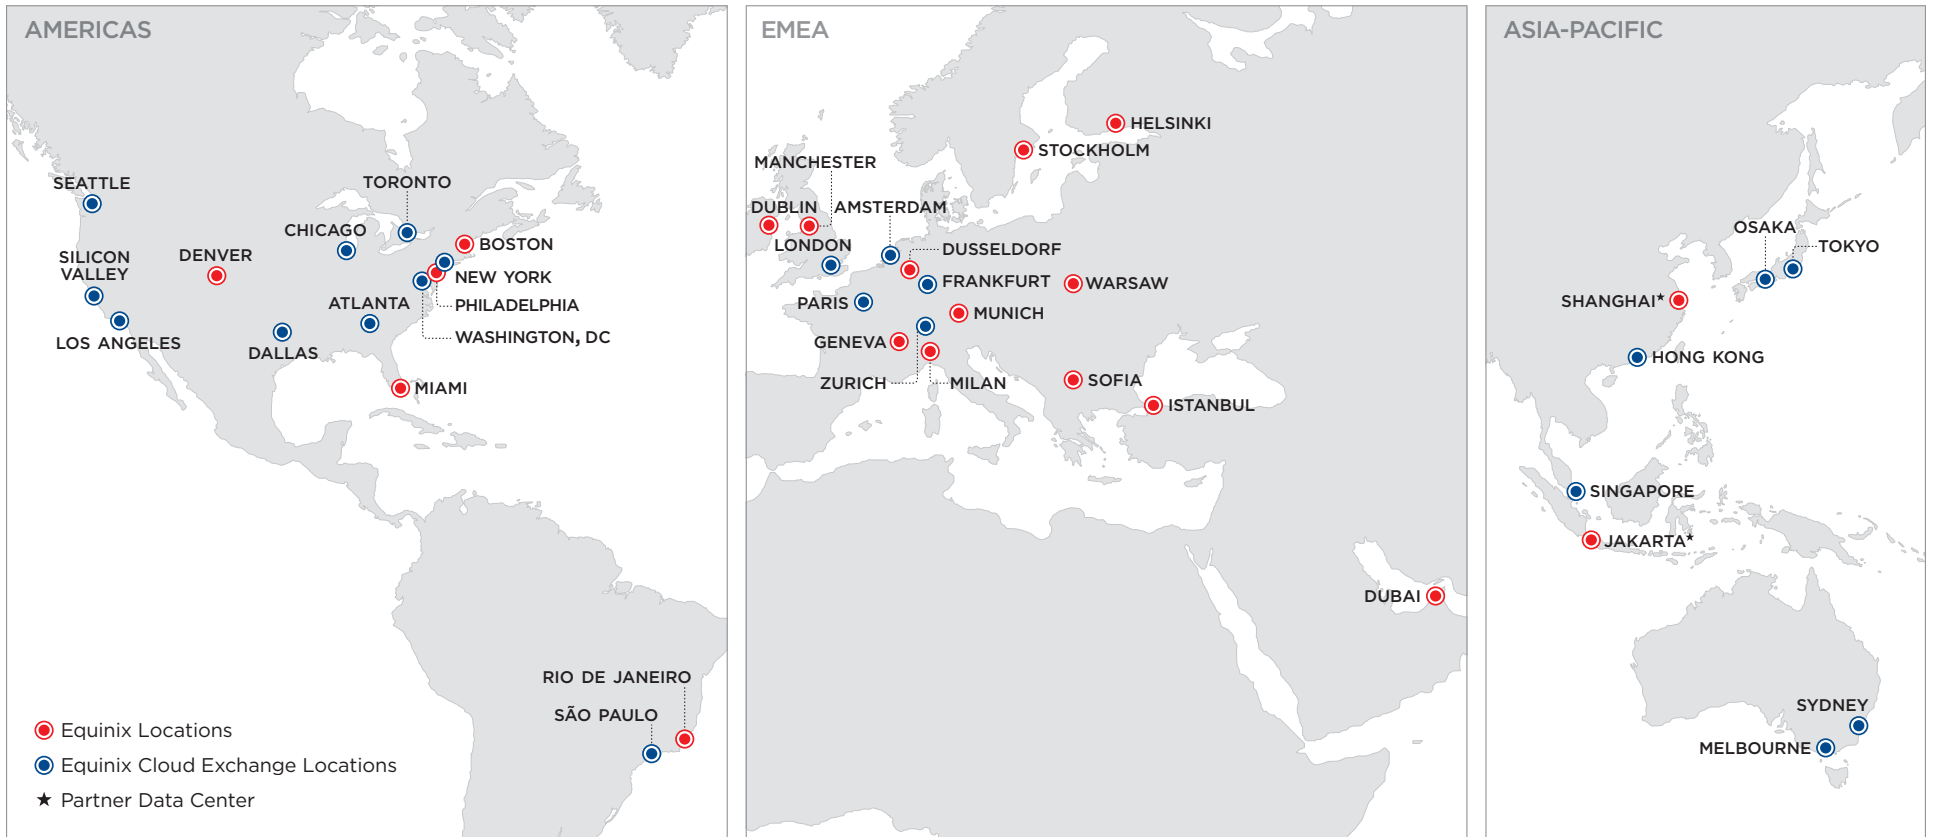 AMERICAS
SEATTLE
TORONTO
CHICAGO
BOSTON
SILICON
VALLEY
DENVER
NEW YORK
ATLANTA
PHILADELPHIA
LOS ANGELES
DALLAS
WASHINGTON, DC
MIAMI
RIO DE JANEIRO
SÃO PAULO
Equinix Locations
Equinix Cloud Exchange Locations
★ Partner Data Center
EMEA
HELSINKI
STOCKHOLM
MANCHESTER
DUBLIN
AMSTERDAM
LONDON
DUSSELDORF
FRANKFURT
WARSAW
PARIS
MUNICH
GENEVA
ZURICH
MILAN
SOFIA
ISTANBUL
DUBAI
ASIA-PACIFIC
OSAKA
TOKYO
SHANGHAI★
HONG KONG
SINGAPORE
JAKARTA★
SYDNEY
MELBOURNE